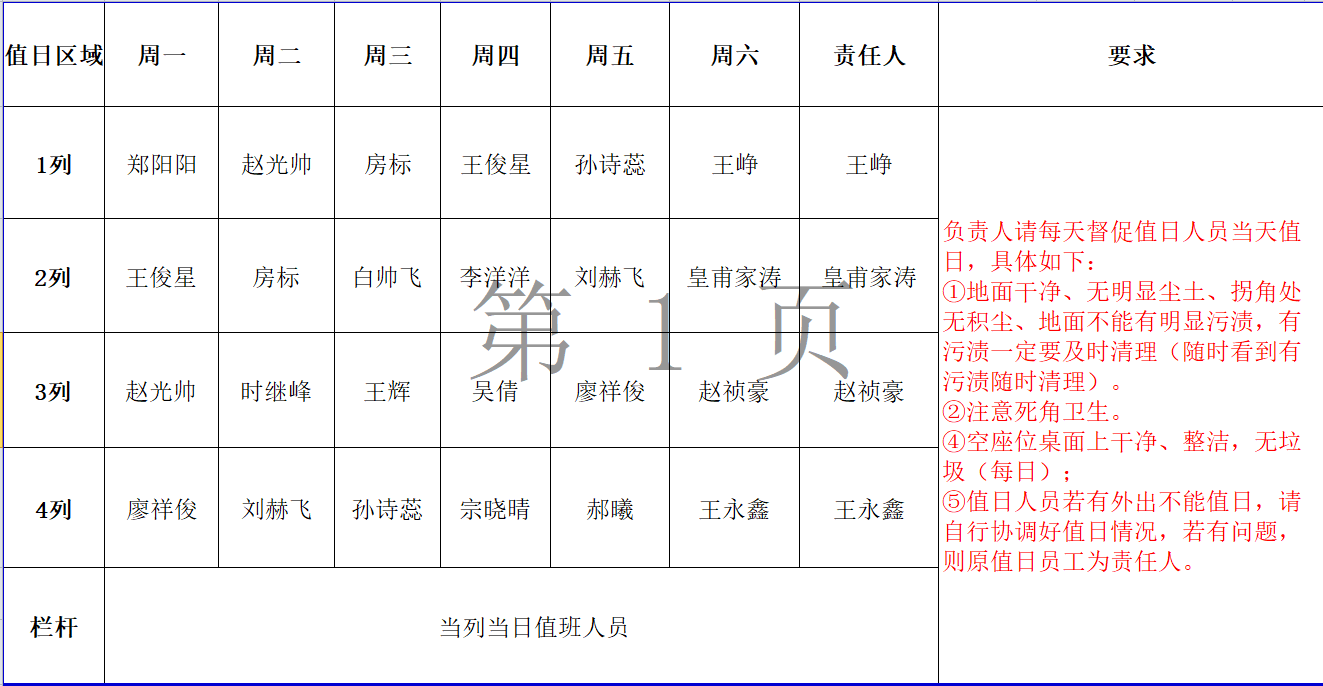 值日区域 周一 周二 周三 周四 周五 周六 责任人 要求
1列 郑阳阳 赵光帅 房标 王俊星 孙诗蕊 王峥 王峥
2列 王俊星 房标 白帅飞 李洋洋 刘赫飞 皇甫家涛 皇甫家涛
3列 赵光帅 时继峰 王辉 吴倩 廖祥俊 赵祯豪 赵祯豪
4列 廖祥俊 刘赫飞 孙诗蕊 宗晓晴 郝曦 王永鑫 王永鑫
栏杆 当列当日值班人员
负责人请每天督促值日人员当天值
日，具体如下：
①地面干净、无明显尘土、拐角处
无积尘、地面不能有明显污渍，有
污渍一定要及时清理（随时看到有
污渍随时清理）。
②注意死角卫生。
④空座位桌面上干净、整洁，无垃
圾（每日）；
⑤值日人员若有外出不能值日，请
自行协调好值日情况，若有问题，
则原值日员工为责任人。
第 1 页